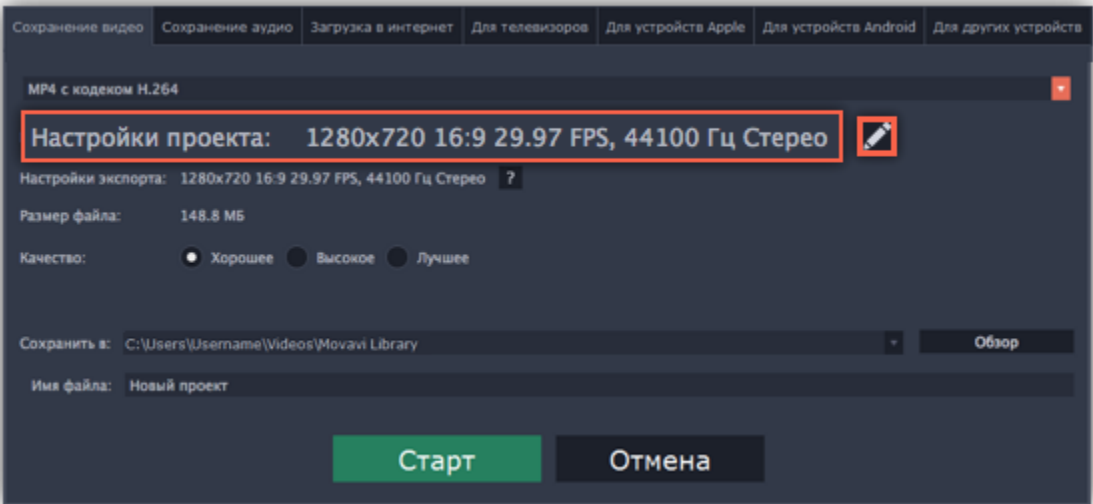 Сохранение видео Сохранение аудио Загрузка в интернет Для телевизоров Для устройств Apple Для устройств Android Для других устройств
MP4 с кодеком H.264
Настройки проекта: 1280x720 16:9 29.97 FPS, 44100 Гц Стерео
Настройки экспорта: 1280x720 16:9 29.97 FPS, 44100 Гц Стерео ?
Размер файла: 148.8 МБ
Качество: Хорошее Высокое Лучшее
Сохранить в: C:\Users\Username\Videos\Movavi Library Обзор
Имя файла: Новый проект
Старт Отмена